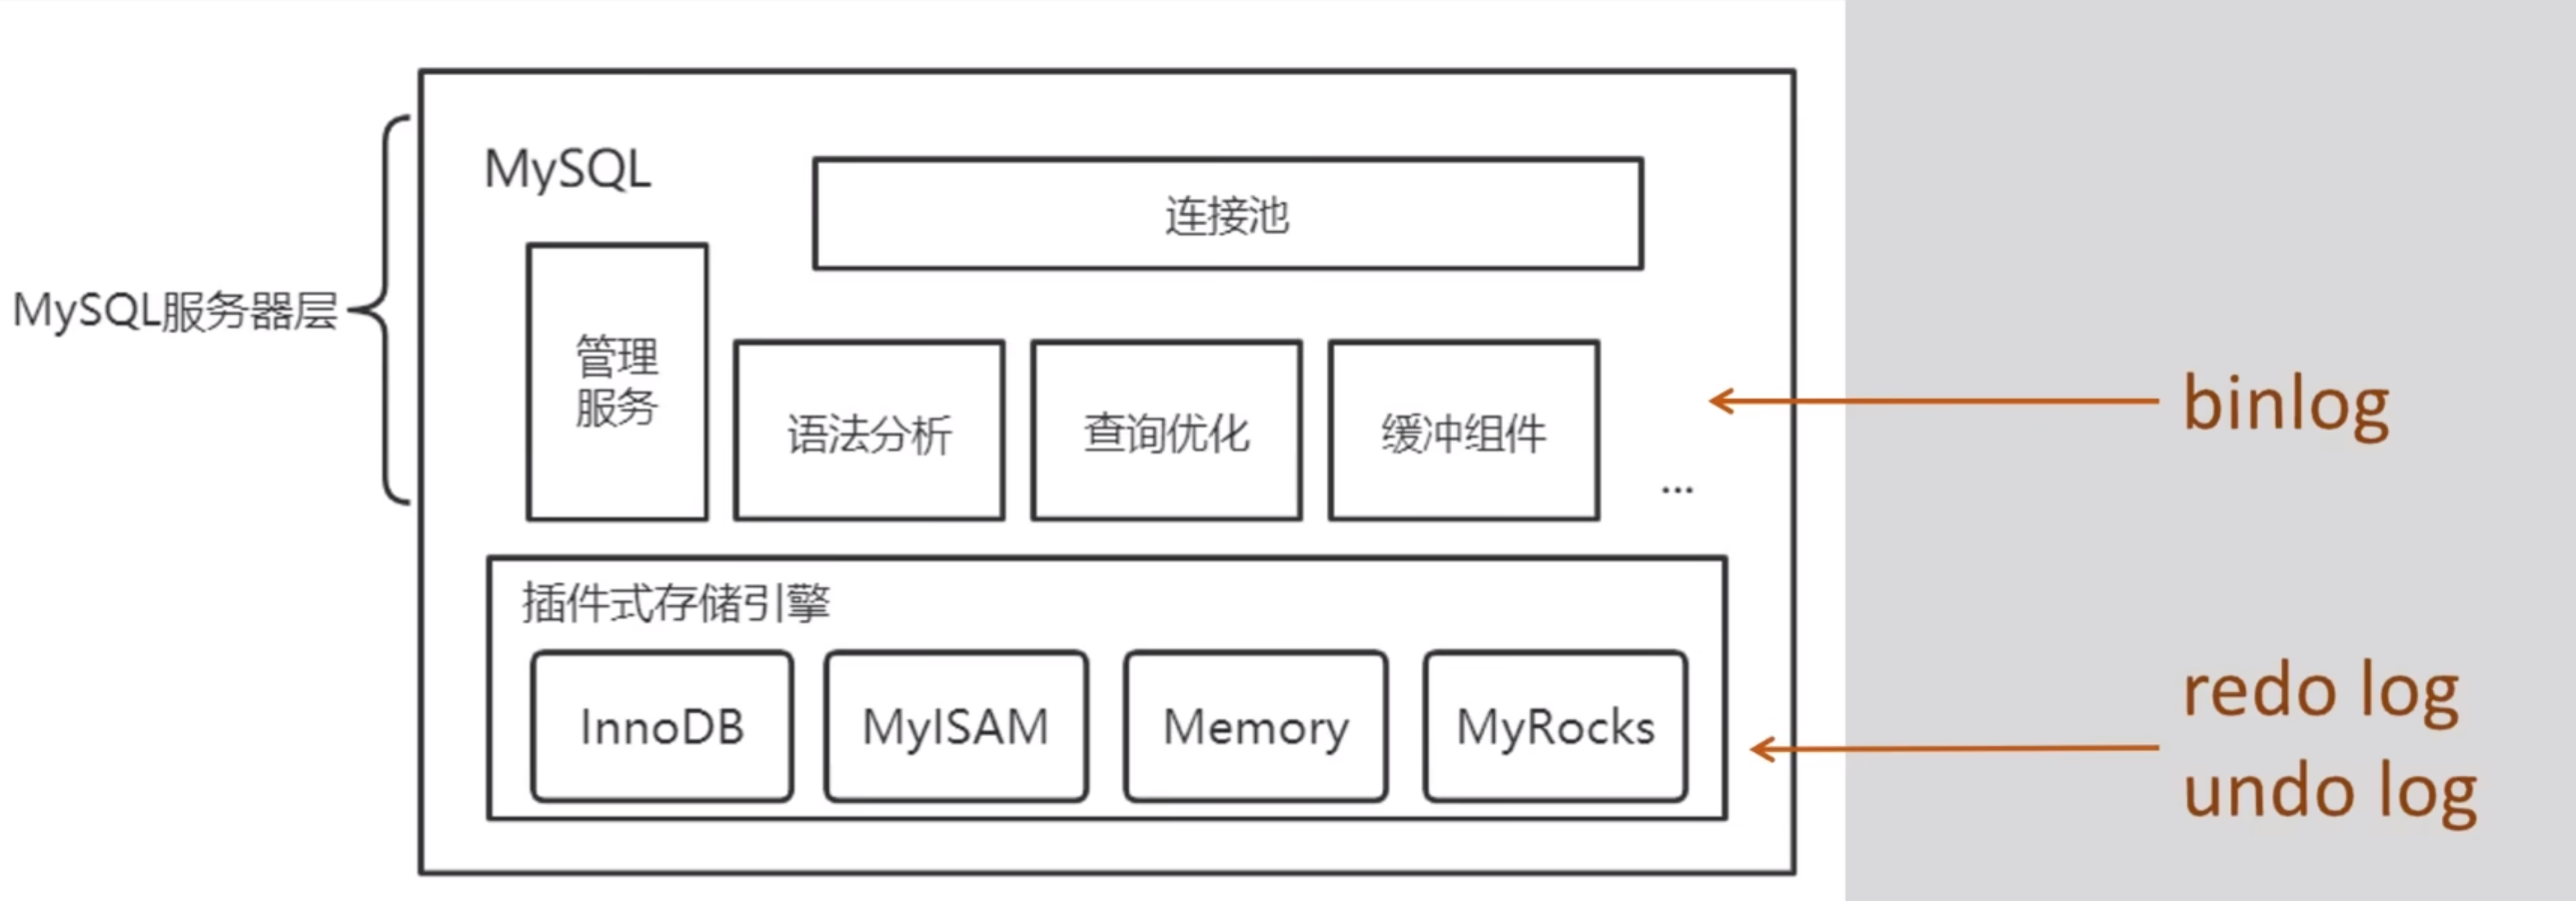 MySQL
连接池
MySQL服务器层
管理
服务
语法分析
查询优化
缓冲组件
...
binlog
插件式存储引擎
InnoDB
MyISAM
Memory
MyRocks
redo log
undo log